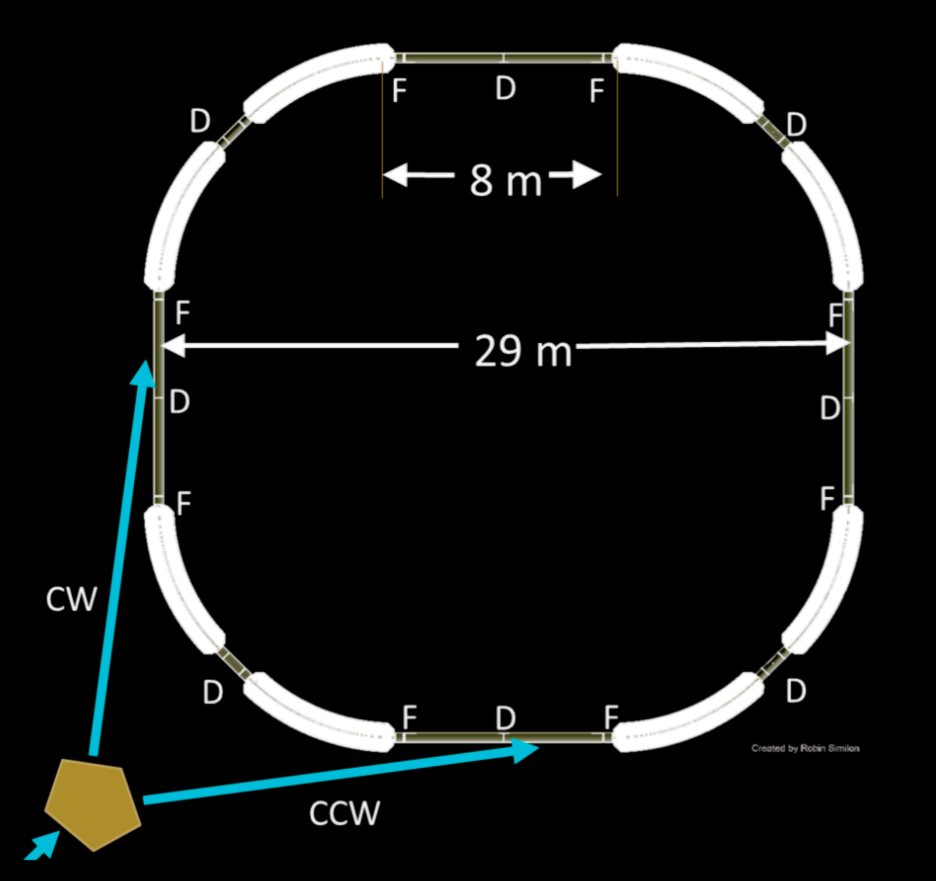 F D F
D D
8 m
F F
29 m
D D
F F
CW
D D
F D F
Created by Robin Similon
CCW